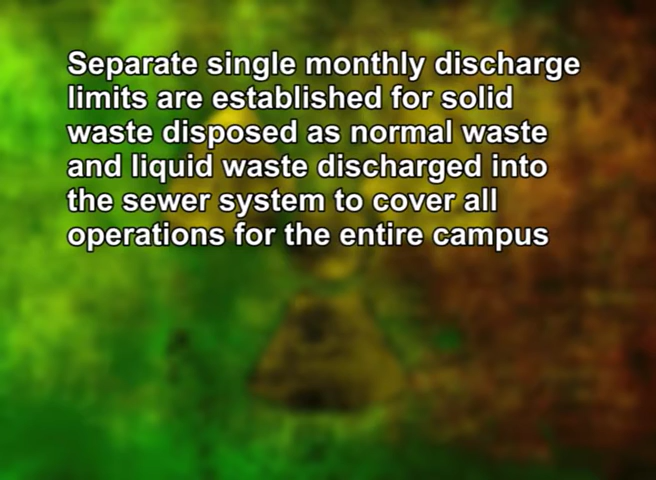 Separate single monthly discharge
limits are established for solid
waste disposed as normal waste
and liquid waste discharged into
the sewer system to cover all
operations for the entire campus